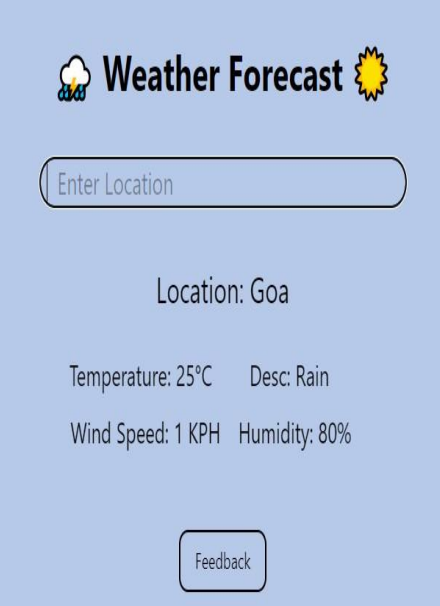 Weather Forecast
Enter Location
Location: Goa
Temperature: 25°C Desc: Rain
Wind Speed: 1 KPH Humidity: 80%
Feedback